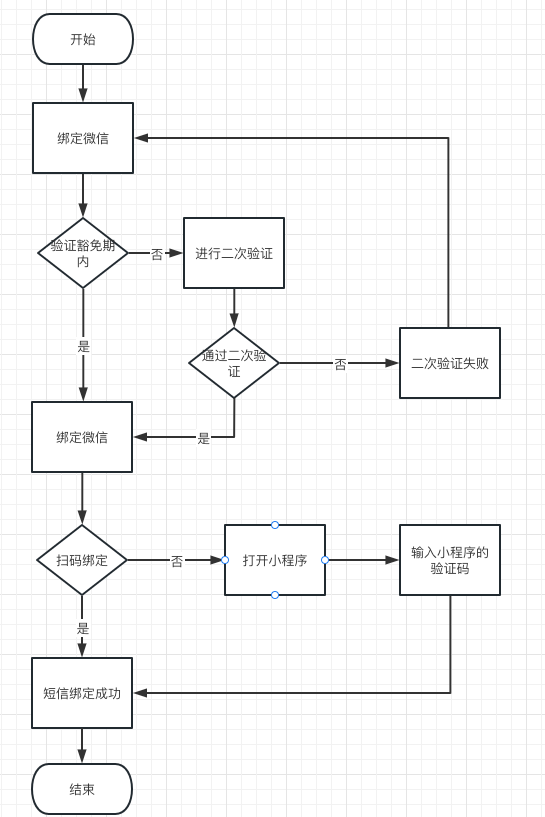 开始
绑定微信
验证豁免期
内
否
进行二次验证
是
通过二次验
证
否
二次验证失败
绑定微信
是
扫码绑定
否
打开小程序
输入小程序的
验证码
是
短信绑定成功
结束